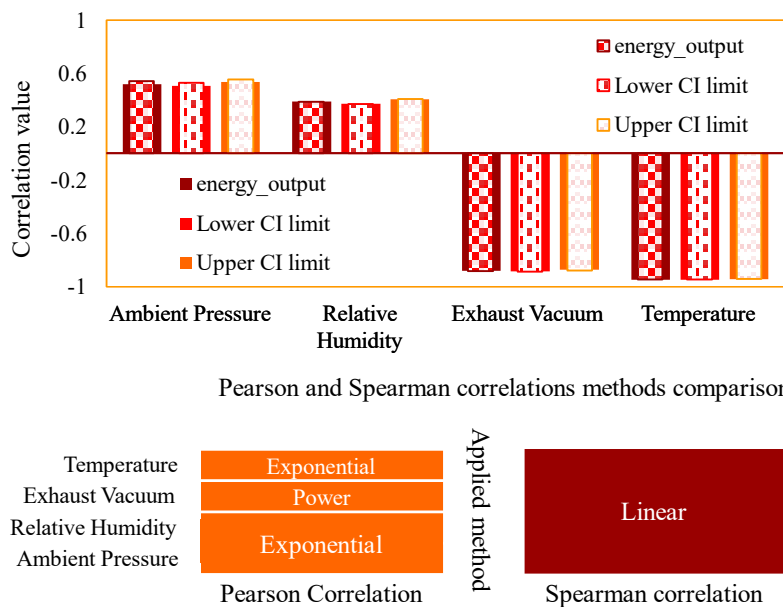 1
0.6
0.2
-0.2
-0.6
-1
Correlation value
energy_output
Lower CI limit
Upper CI limit
energy_output
Lower CI limit
Upper CI limit
Ambient Pressure
Relative
Humidity
Exhaust Vacuum
Temperature
Pearson and Spearman correlations methods comparison
Temperature
Exhaust Vacuum
Relative Humidity
Ambient Pressure
Exponential
Power
Exponential
Pearson Correlation
Applied method
Linear
Spearman correlation